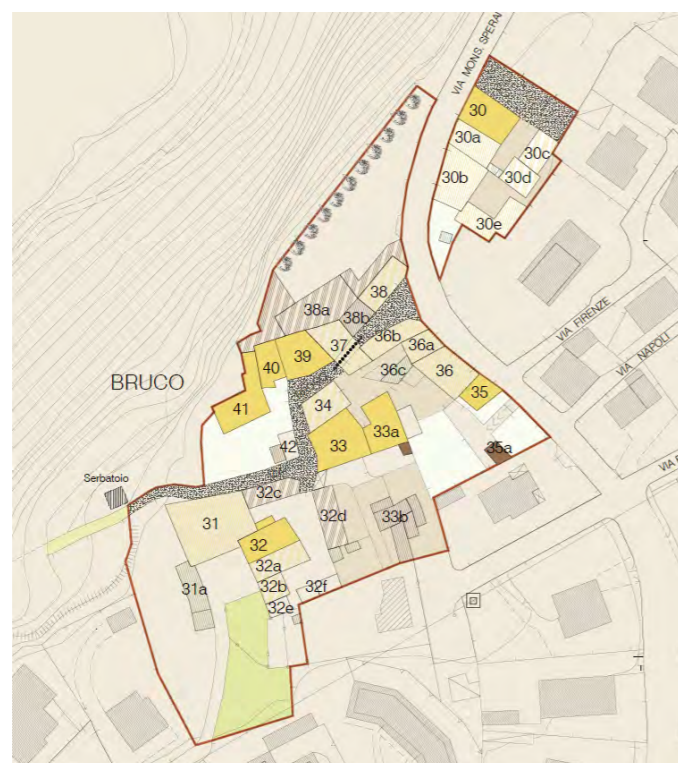 VIA MONS. SPERA
30
30a
30c
30d
30b
30e
38
38a
38b
VIA FIRENZE
36b
37
36a
39
VIA NAPOLI
40
36c
36
BRUCO
35
41
34
33a
33
42
35a
Serbatoio
32c
31
32d
33b
32
32a
31a
32b
32f
32e